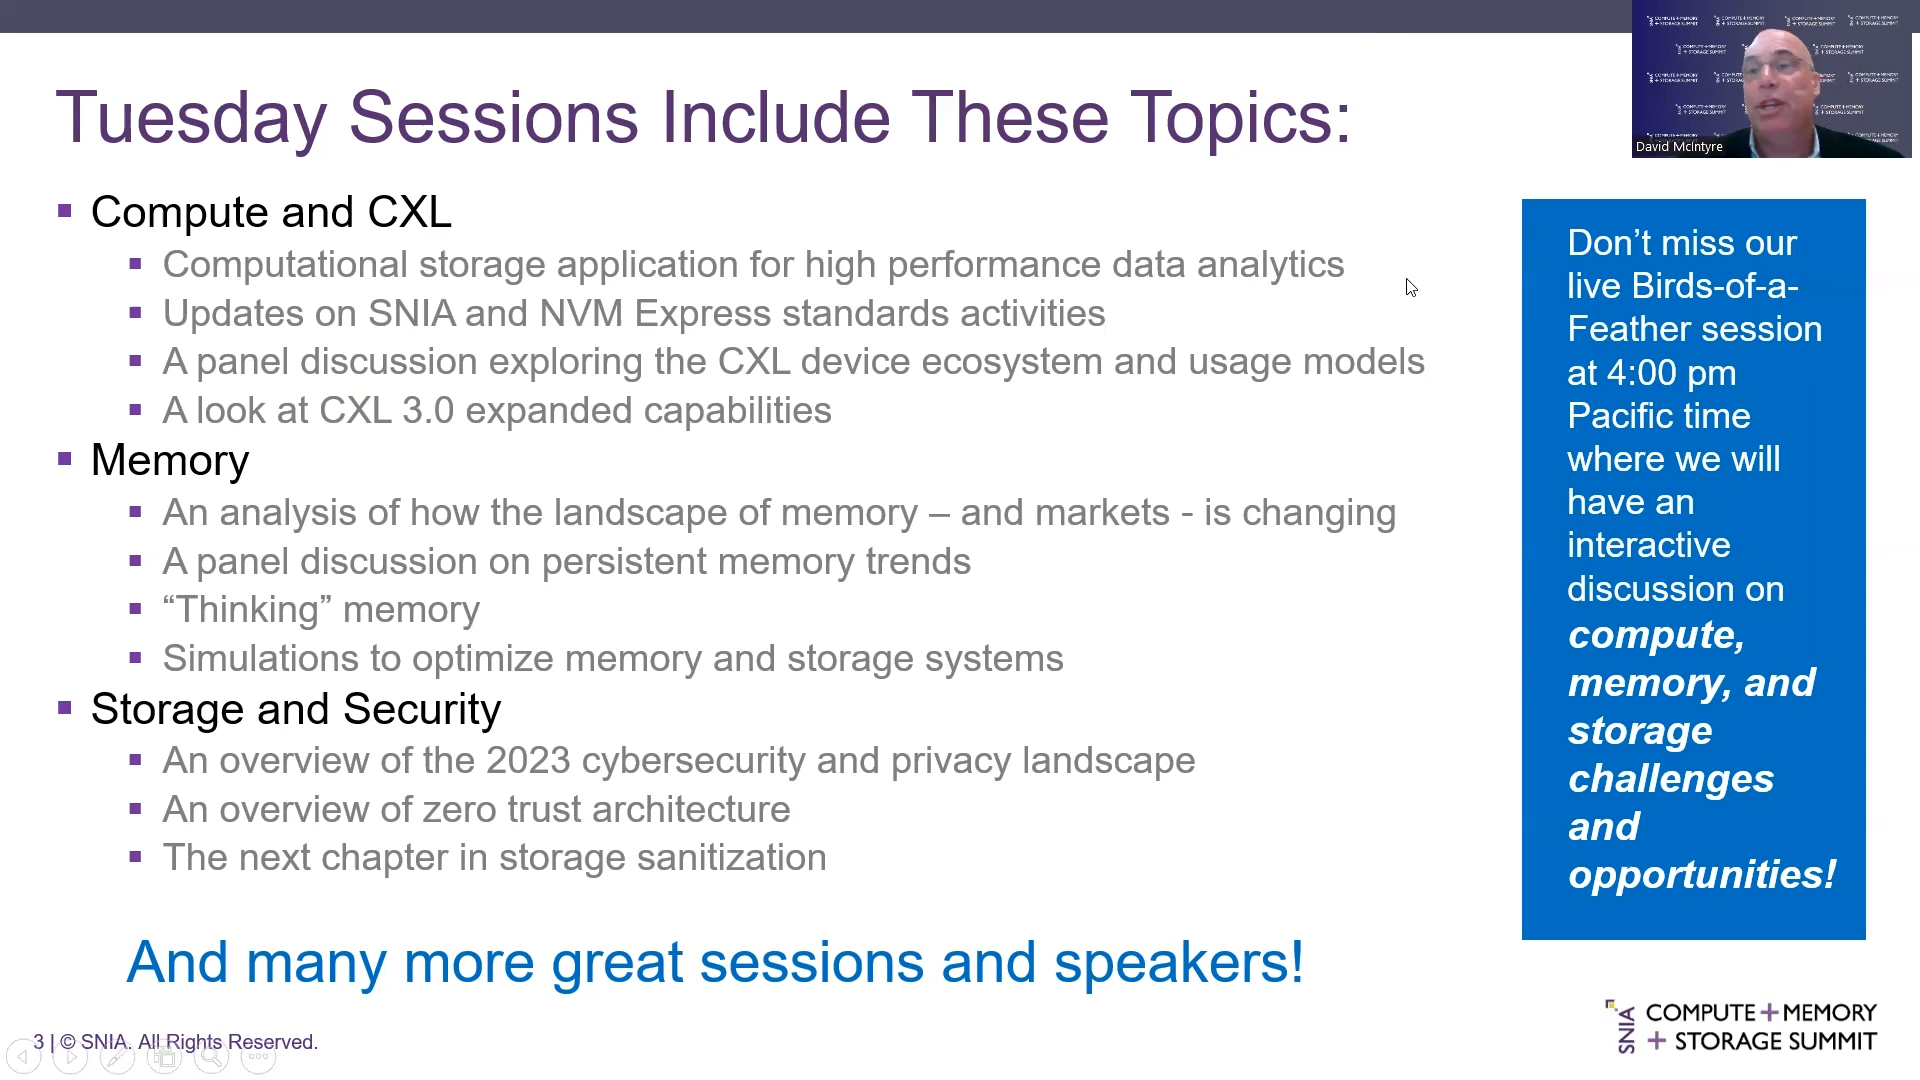 Tuesday Sessions Include These Topics:
Compute and CXL
Computational storage application for high performance data analytics
Updates on SNIA and NVM Express standards activities
A panel discussion exploring the CXL device ecosystem and usage models
A look at CXL 3.0 expanded capabilities
Memory
An analysis of how the landscape of memory – and markets - is changing
A panel discussion on persistent memory trends
“Thinking” memory
Simulations to optimize memory and storage systems
Storage and Security
An overview of the 2023 cybersecurity and privacy landscape
An overview of zero trust architecture
The next chapter in storage sanitization
And many more great sessions and speakers!
David McIntyre
Don’t miss our
live Birds-of-a-
Feather session
at 4:00 pm
Pacific time
where we will
have an
interactive
discussion on
compute,
memory, and
storage
challenges
and
opportunities!
3 | © SNIA. All Rights Reserved.
SNIA
COMPUTE+MEMORY
+ STORAGE SUMMIT